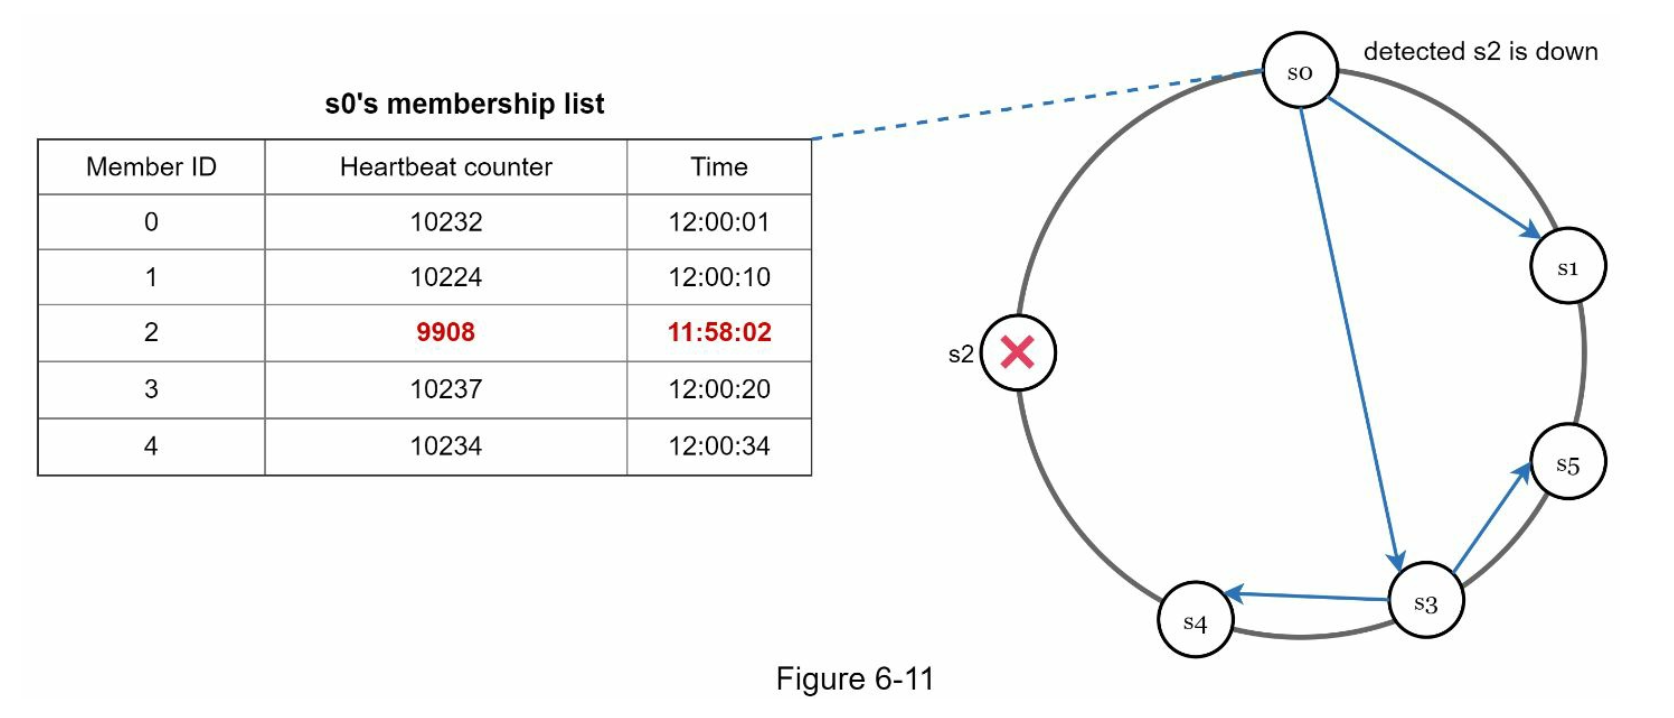 s0's membership list
Member ID Heartbeat counter Time
0 10232 12:00:01
1 10224 12:00:10
2 9908 11:58:02
3 10237 12:00:20
4 10234 12:00:34
s0
detected s2 is down
s1
s2
s5
s3
s4
Figure 6-11